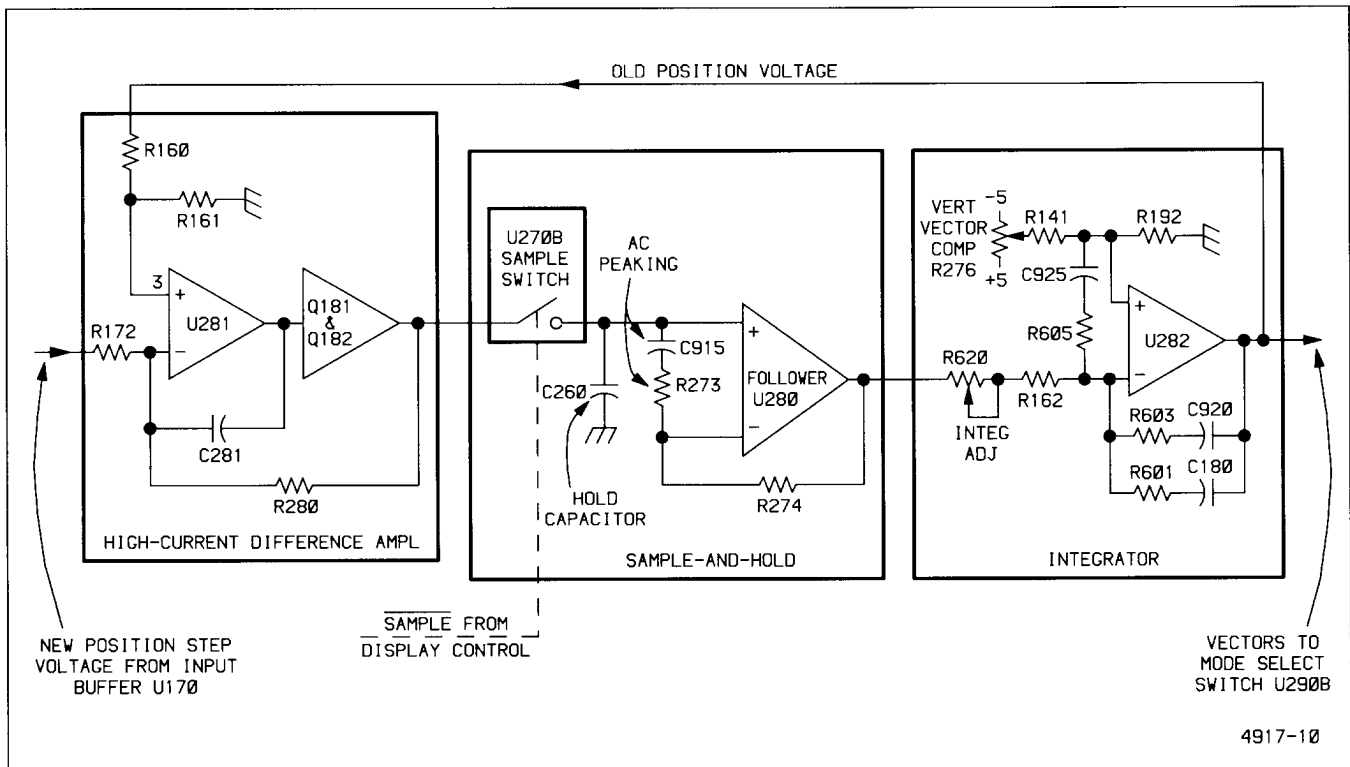 OLD POSITION VOLTAGE
R160
R161
3
+
U281
-
R172
C281
R280
Q181
&
Q182
HIGH-CURRENT DIFFERENCE AMPL
U270B
SAMPLE
SWITCH
AC
PEAKING
C915
R273
C260
HOLD
CAPACITOR
+
FOLLOWER
U280
-
R274
SAMPLE-AND-HOLD
SAMPLE FROM
DISPLAY CONTROL
VERT
VECTOR
COMP
R276
-5
+5
R141
R192
C925
R605
+
U282
-
R620
INTEG
ADJ
R162
R603
C920
R601
C180
INTEGRATOR
NEW POSITION STEP
VOLTAGE FROM INPUT
BUFFER U170
VECTORS TO
MODE SELECT
SWITCH U290B
4917-10